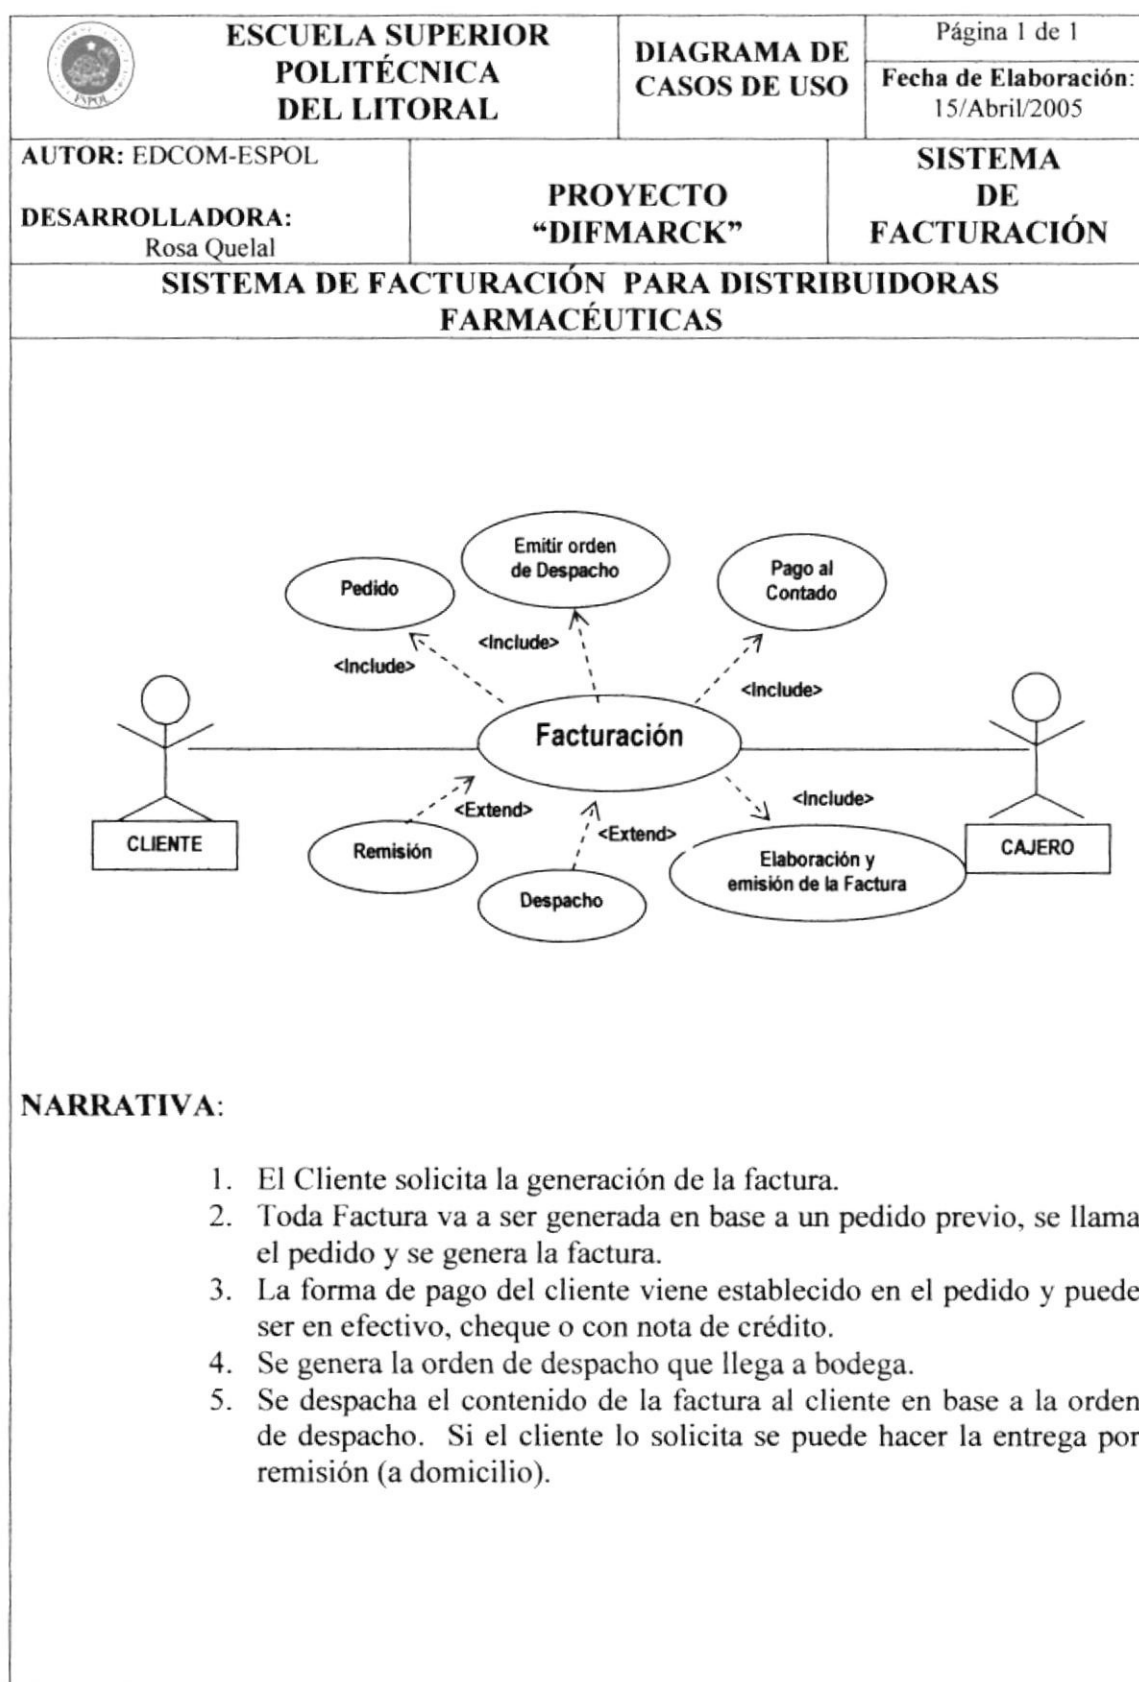 ESPOL
ESCUELA SUPERIOR
POLITÉCNICA
DEL LITORAL
DIAGRAMA DE
CASOS DE USO
Página 1 de 1
Fecha de Elaboración:
15/Abril/2005
AUTOR: EDCOM-ESPOL
DESARROLLADORA:
Rosa Quelal
PROYECTO
“DIFMARCK”
SISTEMA
DE
FACTURACIÓN
SISTEMA DE FACTURACIÓN PARA DISTRIBUIDORAS
FARMACÉUTICAS
Emitir orden
de Despacho
Pedido
Pago al
Contado
<Include>
<Include>
<Include>
Facturación
<Extend>
<Extend>
<Include>
CLIENTE
Remisión
Despacho
Elaboración y
emisión de la Factura
CAJERO
NARRATIVA:
1. El Cliente solicita la generación de la factura.
2. Toda Factura va a ser generada en base a un pedido previo, se llama
el pedido y se genera la factura.
3. La forma de pago del cliente viene establecido en el pedido y puede
ser en efectivo, cheque o con nota de crédito.
4. Se genera la orden de despacho que llega a bodega.
5. Se despacha el contenido de la factura al cliente en base a la orden
de despacho. Si el cliente lo solicita se puede hacer la entrega por
remisión (a domicilio).